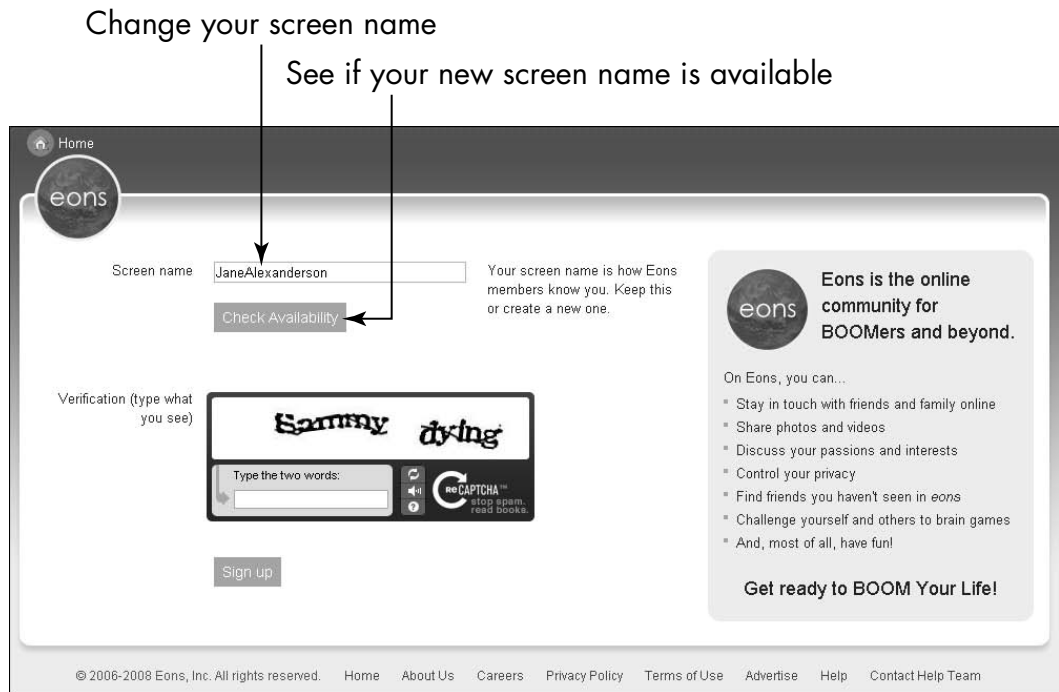 Change your screen name
See if your new screen name is available
Home
eons
Screen name
JaneAlexanderson
Your screen name is how Eons
members know you. Keep this
or create a new one.
Check Availability
Verification (type what
you see)
Sammy dying
Type the two words:
ReCAPTCHA™
stop spam.
read books.
Sign up
eons
Eons is the online
community for
BOOMers and beyond.
On Eons, you can...
Stay in touch with friends and family online
Share photos and videos
Discuss your passions and interests
Control your privacy
Find friends you haven't seen in eons
Challenge yourself and others to brain games
And, most of all, have fun!
Get ready to BOOM Your Life!
© 2006-2008 Eons, Inc. All rights reserved. Home About Us Careers Privacy Policy Terms of Use Advertise Help Contact Help Team